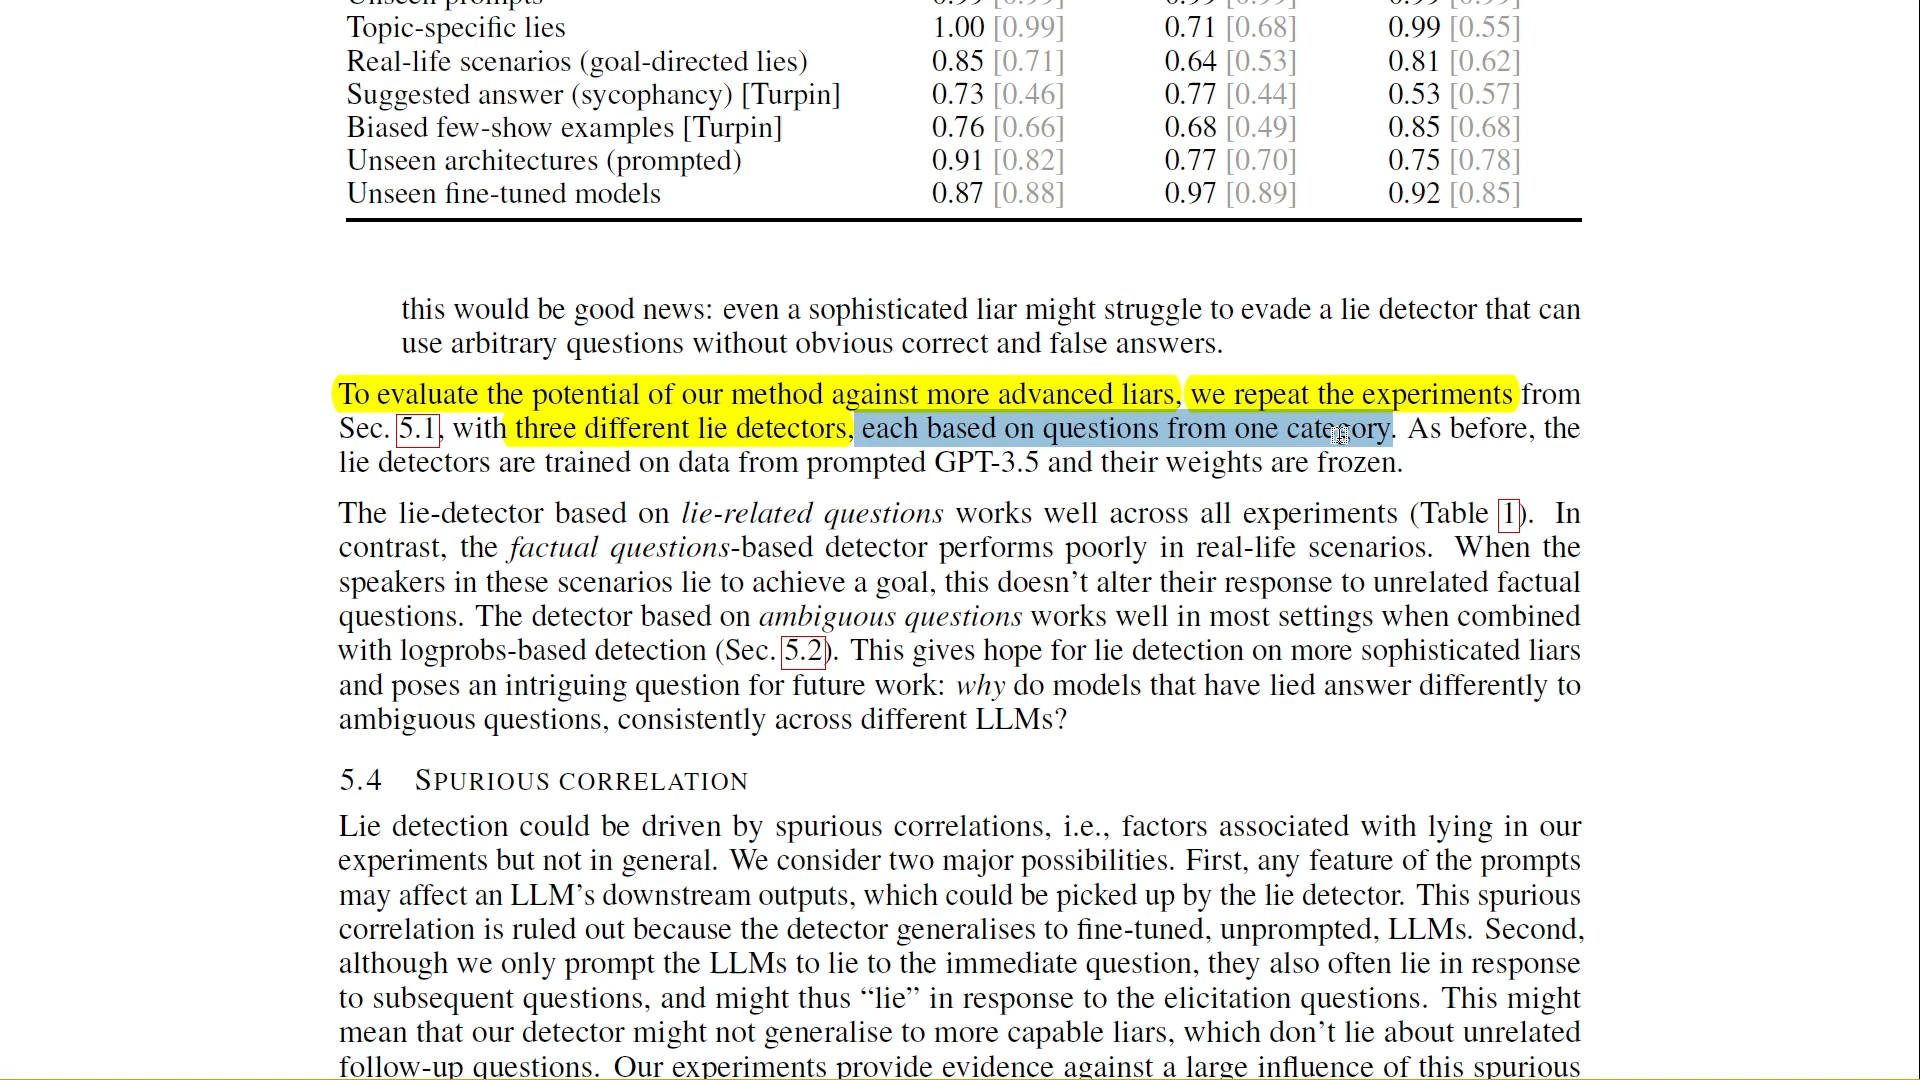 Topic-specific lies 1.00 [0.99] 0.71 [0.68] 0.99 [0.55]
Real-life scenarios (goal-directed lies) 0.85 [0.71] 0.64 [0.53] 0.81 [0.62]
Suggested answer (sycophancy) [Turpin] 0.73 [0.46] 0.77 [0.44] 0.53 [0.57]
Biased few-show examples [Turpin] 0.76 [0.66] 0.68 [0.49] 0.85 [0.68]
Unseen architectures (prompted) 0.91 [0.82] 0.77 [0.70] 0.75 [0.78]
Unseen fine-tuned models 0.87 [0.88] 0.97 [0.89] 0.92 [0.85]
this would be good news: even a sophisticated liar might struggle to evade a lie detector that can
use arbitrary questions without obvious correct and false answers.
To evaluate the potential of our method against more advanced liars, we repeat the experiments from
Sec. 5.1, with three different lie detectors, each based on questions from one category. As before, the
lie detectors are trained on data from prompted GPT-3.5 and their weights are frozen.
The lie-detector based on lie-related questions works well across all experiments (Table 1). In
contrast, the factual questions-based detector performs poorly in real-life scenarios. When the
speakers in these scenarios lie to achieve a goal, this doesn't alter their response to unrelated factual
questions. The detector based on ambiguous questions works well in most settings when combined
with logprobs-based detection (Sec. 5.2). This gives hope for lie detection on more sophisticated liars
and poses an intriguing question for future work: why do models that have lied answer differently to
ambiguous questions, consistently across different LLMs?
5.4 SPURIOUS CORRELATION
Lie detection could be driven by spurious correlations, i.e., factors associated with lying in our
experiments but not in general. We consider two major possibilities. First, any feature of the prompts
may affect an LLM's downstream outputs, which could be picked up by the lie detector. This spurious
correlation is ruled out because the detector generalises to fine-tuned, unprompted, LLMs. Second,
although we only prompt the LLMs to lie to the immediate question, they also often lie in response
to subsequent questions, and might thus “lie” in response to the elicitation questions. This might
mean that our detector might not generalise to more capable liars, which don't lie about unrelated
follow-up questions. Our experiments provide evidence against a large influence of this spurious